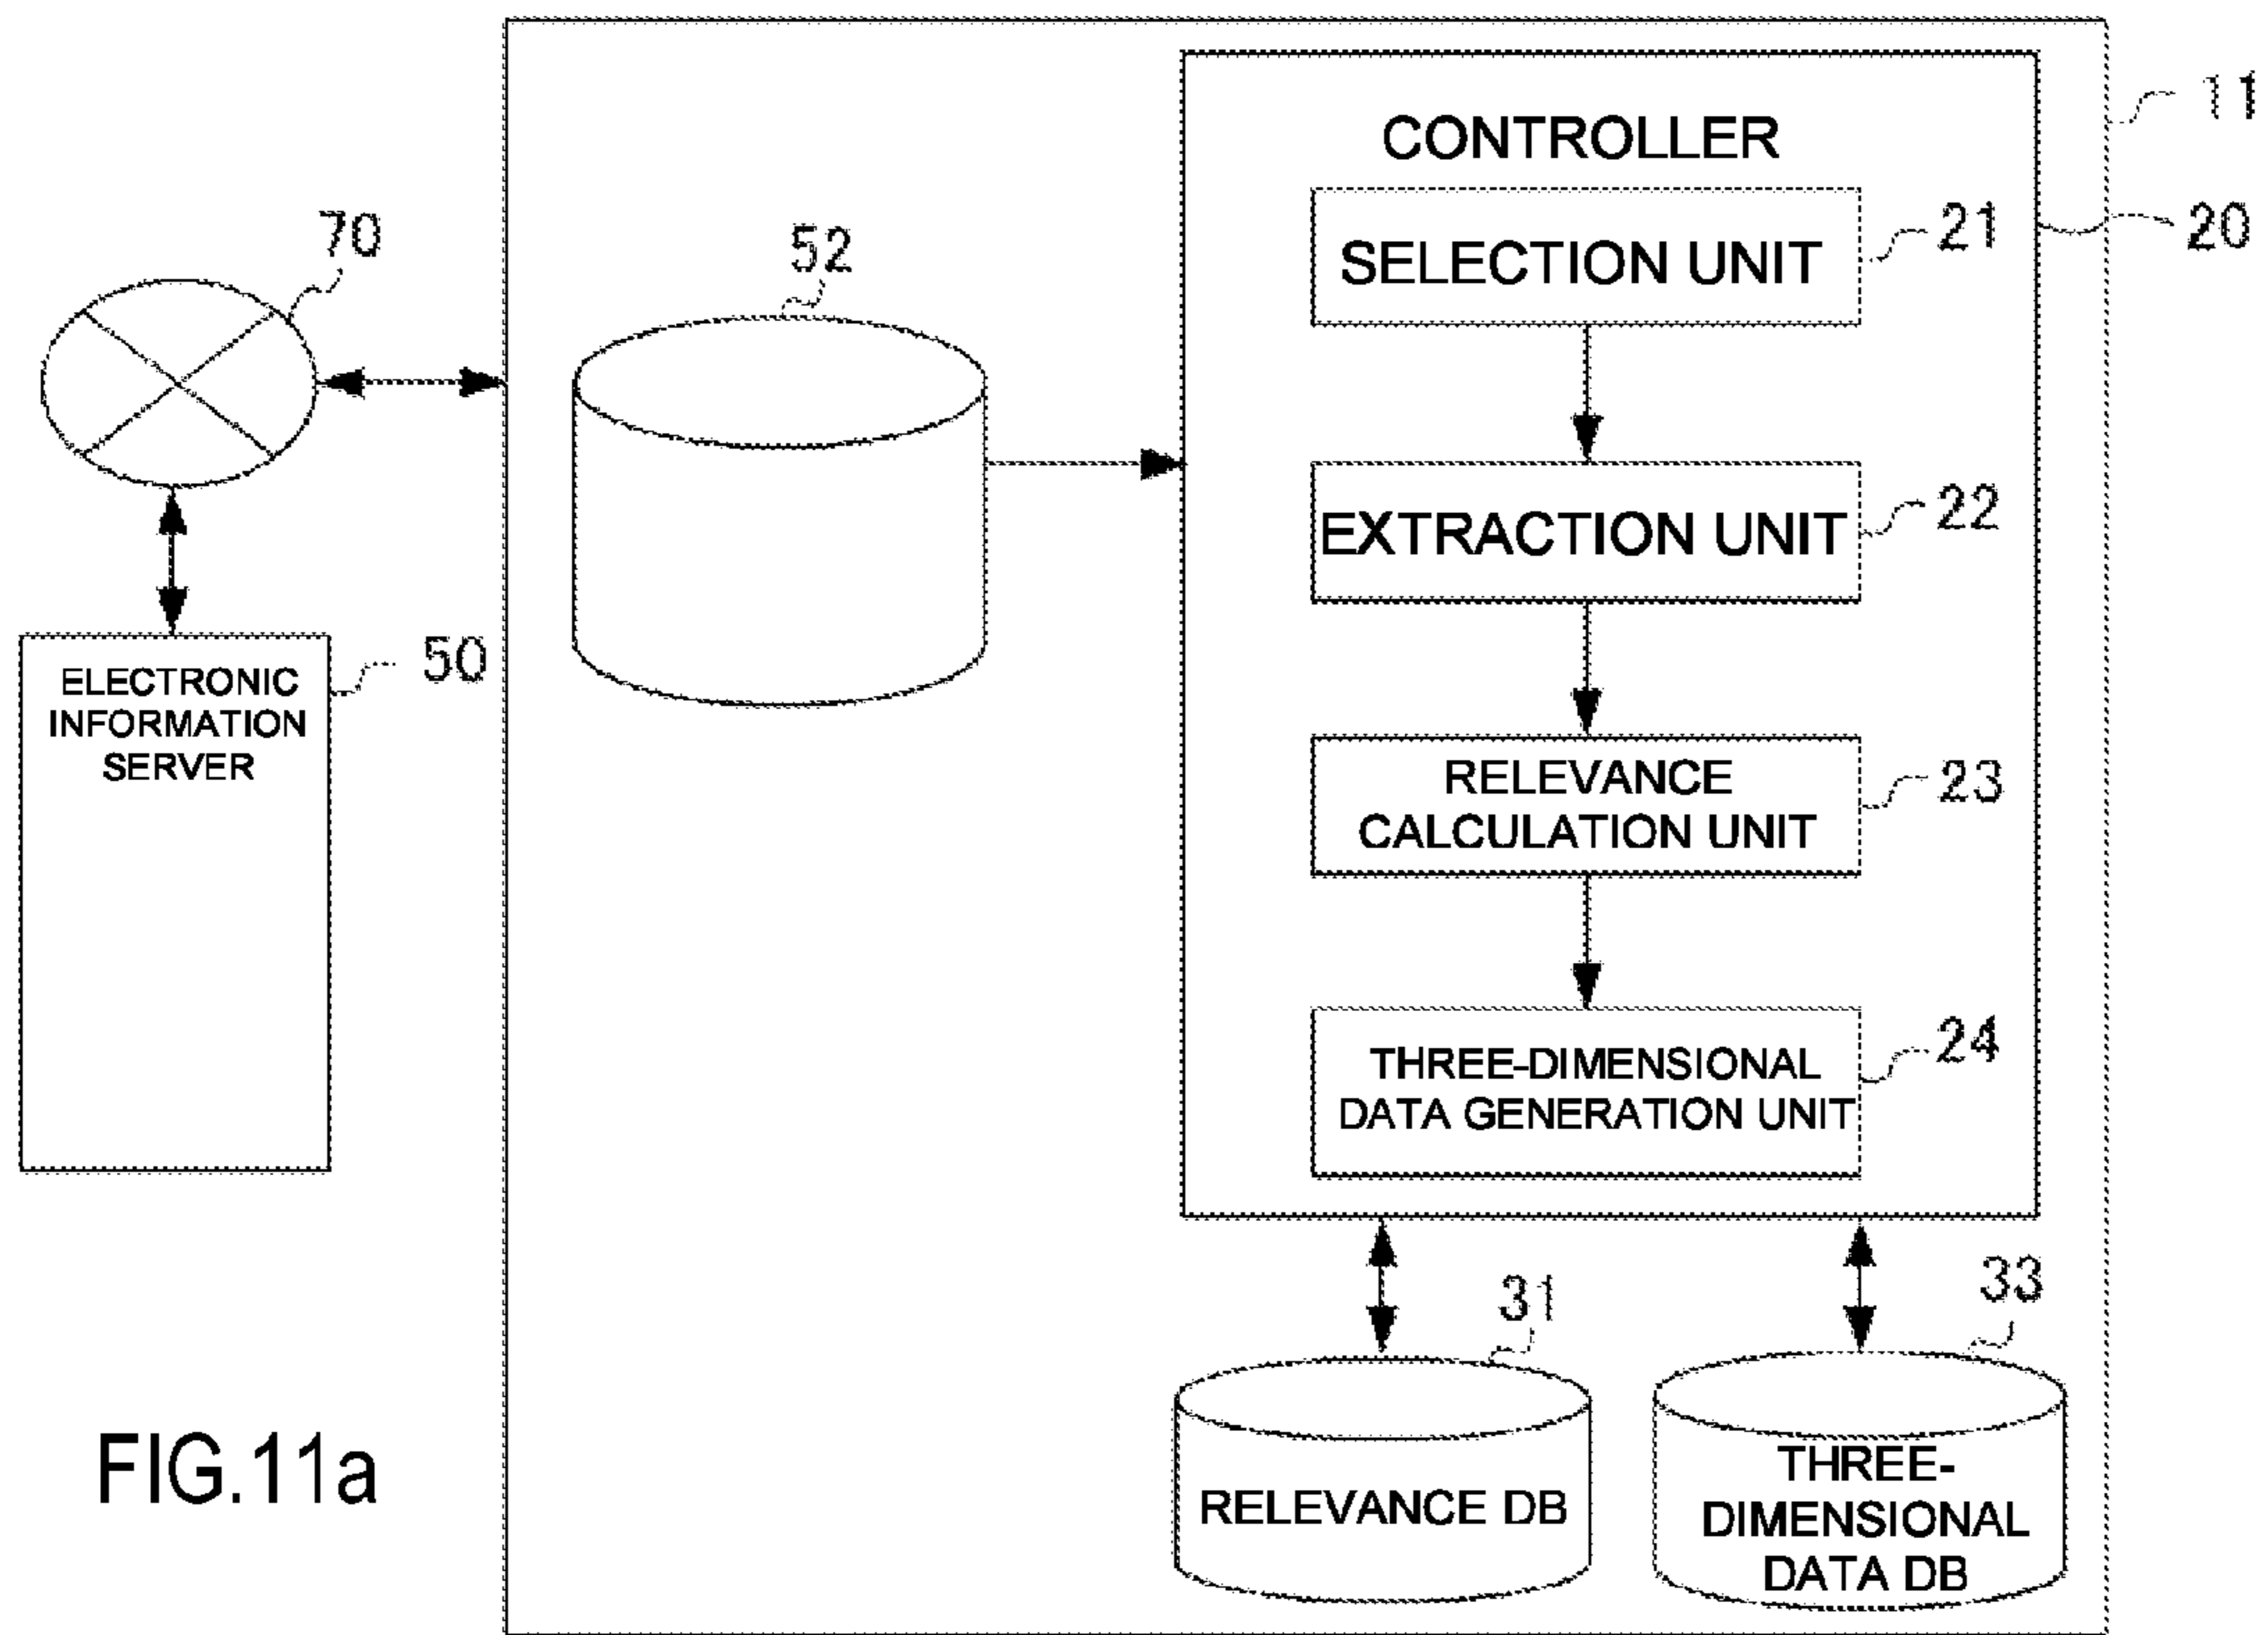 11
CONTROLLER
70
52
SELECTION UNIT
21
20
EXTRACTION UNIT
22
50
ELECTRONIC
INFORMATION
SERVER
RELEVANCE
CALCULATION UNIT
23
THREE-DIMENSIONAL
DATA GENERATION UNIT
24
31
33
RELEVANCE DB
THREE-
DIMENSIONAL
DATA DB
FIG.11a